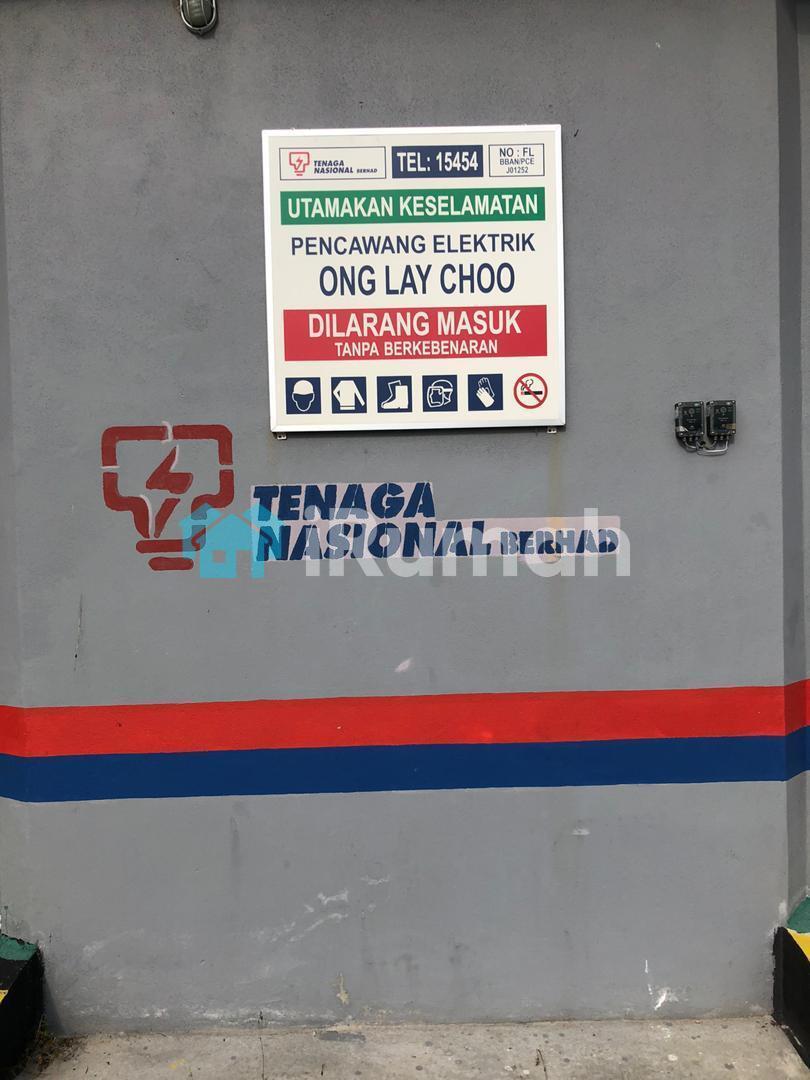 TENAGA
NASIONAL BERHAD
TEL: 15454
NO : FL
BBAN/PCE
J01252
UTAMAKAN KESELAMATAN
PENCAWANG ELEKTRIK
ONG LAY CHOO
DILARANG MASUK
TANPA BERKEBENARAN
TENAGA
NASIONAL BERHAD
iRumah